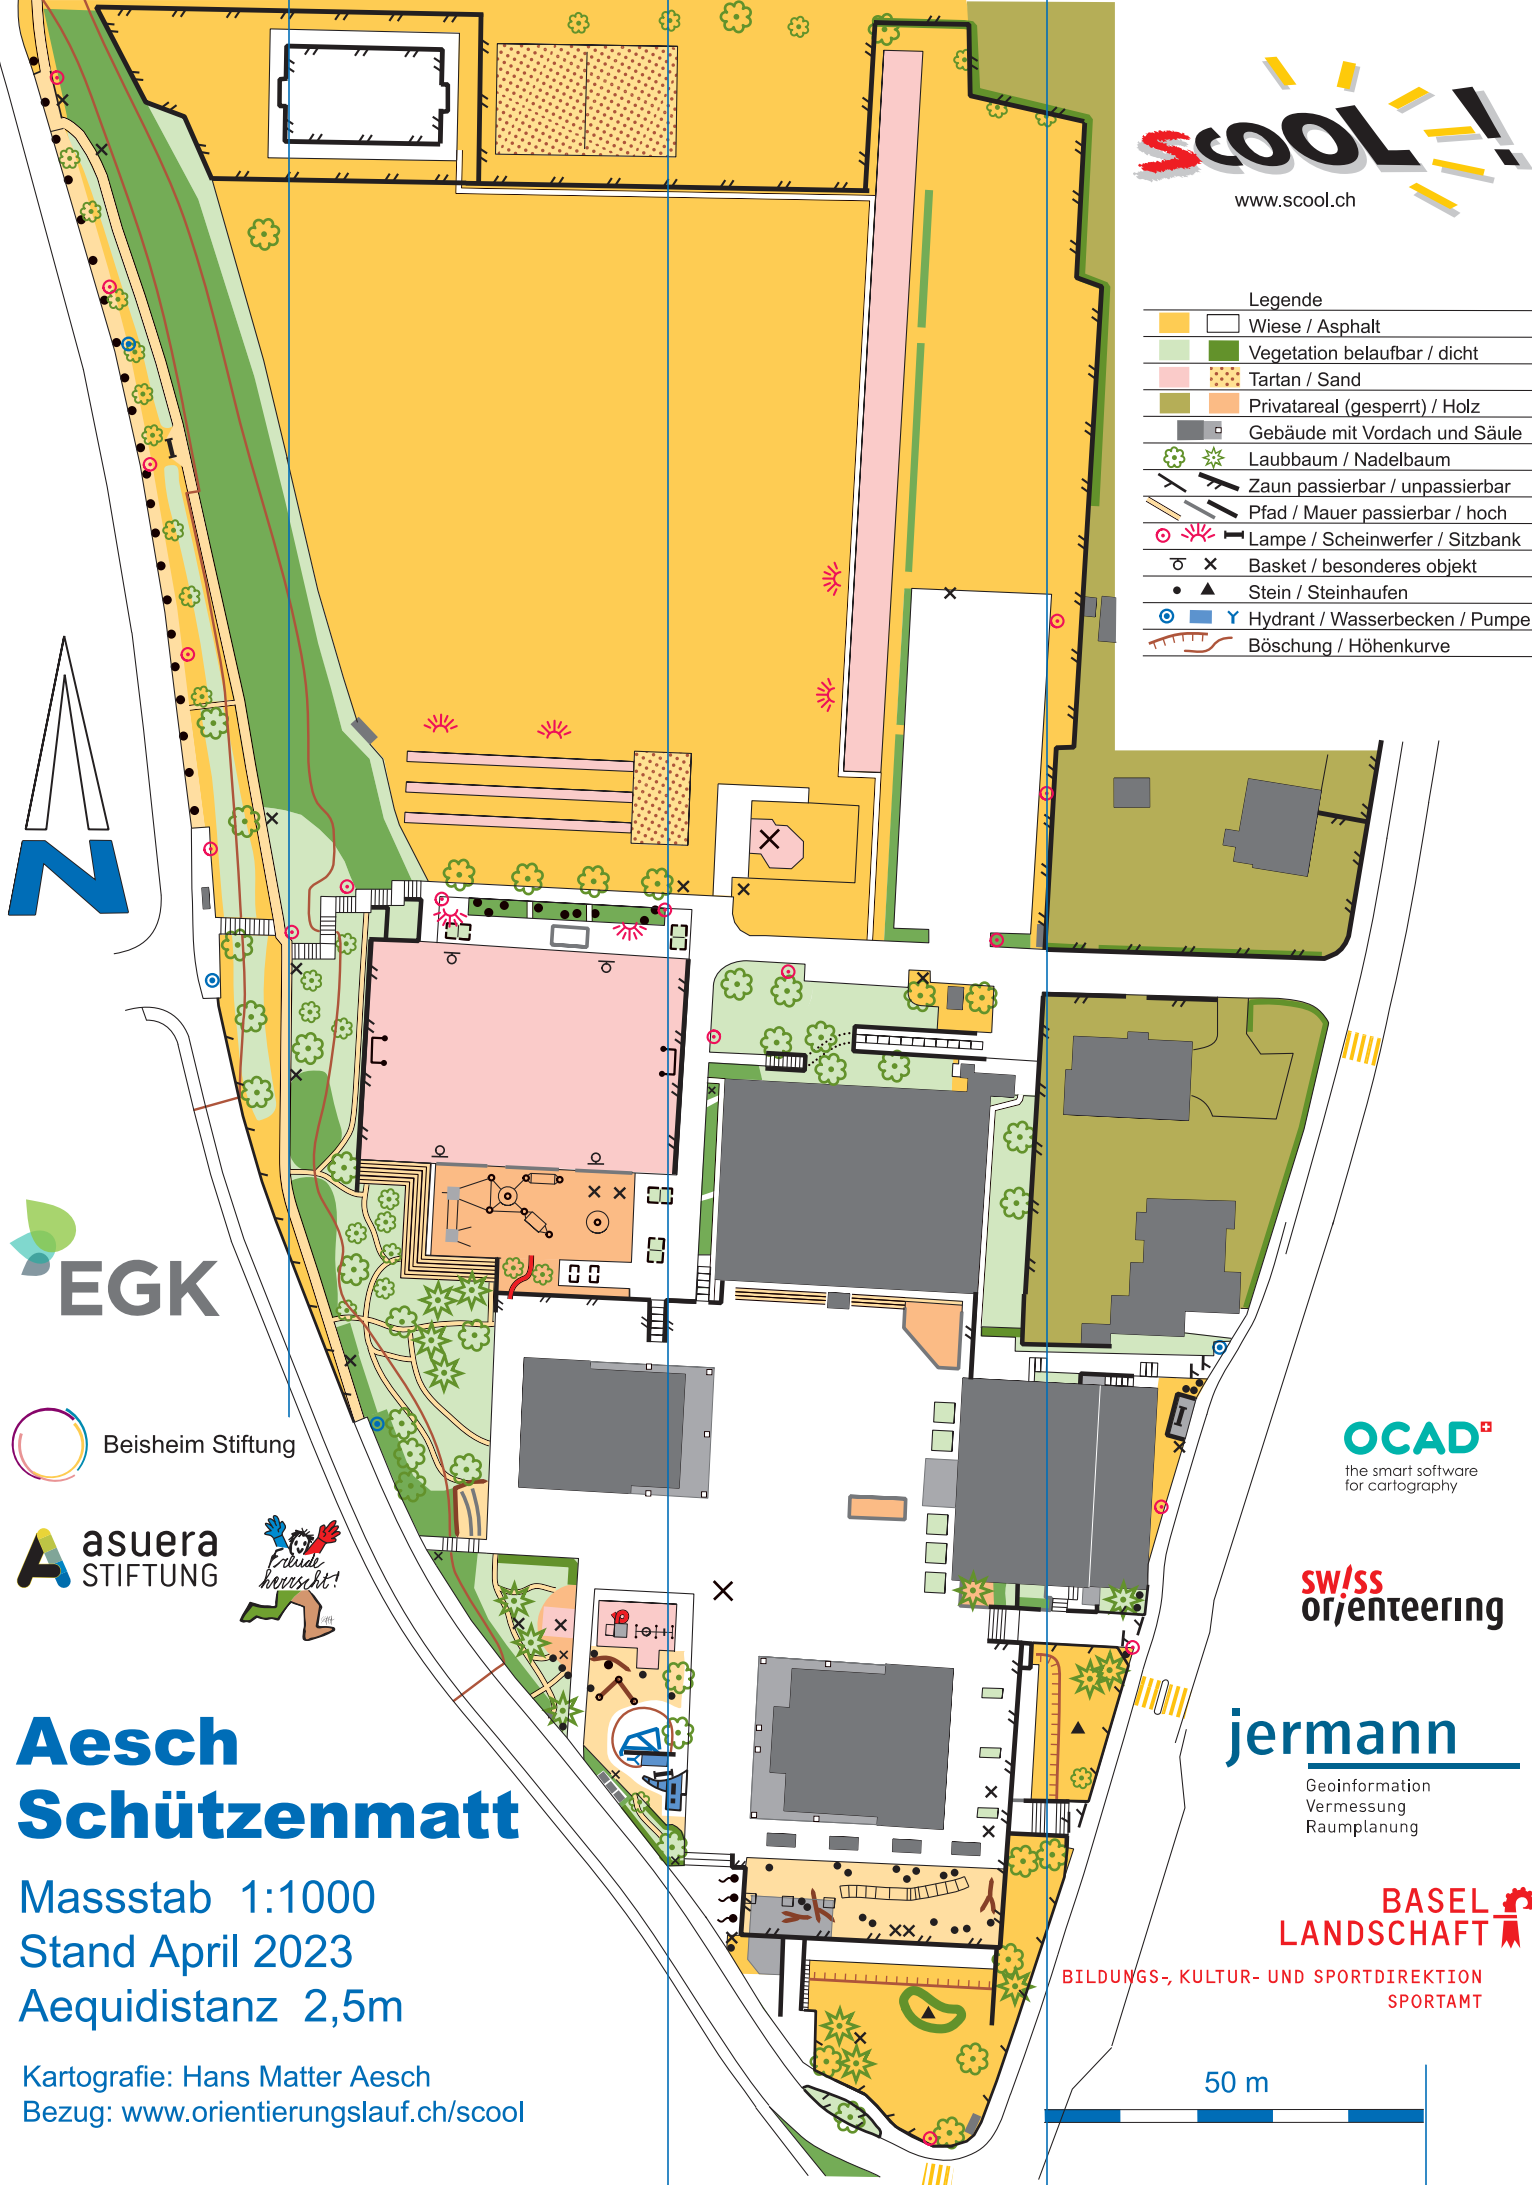 scool !
www.scool.ch
Legende
Wiese / Asphalt
Vegetation belaufbar / dicht
Tartan / Sand
Privatareal (gesperrt) / Holz
Gebäude mit Vordach und Säule
Laubbaum / Nadelbaum
Zaun passierbar / unpassierbar
Pfad / Mauer passierbar / hoch
Lampe / Scheinwerfer / Sitzbank
Basket / besonderes objekt
Stein / Steinhaufen
Hydrant / Wasserbecken / Pumpe
Böschung / Höhenkurve
N
EGK
Beisheim Stiftung
asuera
STIFTUNG
freude
herrscht!
OCAD
the smart software
for cartography
swiss
orienteering
jermann
Geoinformation
Vermessung
Raumplanung
BASEL
LANDSCHAFT
BILDUNGS-, KULTUR- UND SPORTDIREKTION
SPORTAMT
Aesch
Schützenmatt
Massstab 1:1000
Stand April 2023
Aequidistanz 2,5m
Kartografie: Hans Matter Aesch
Bezug: www.orientierungslauf.ch/scool
50 m